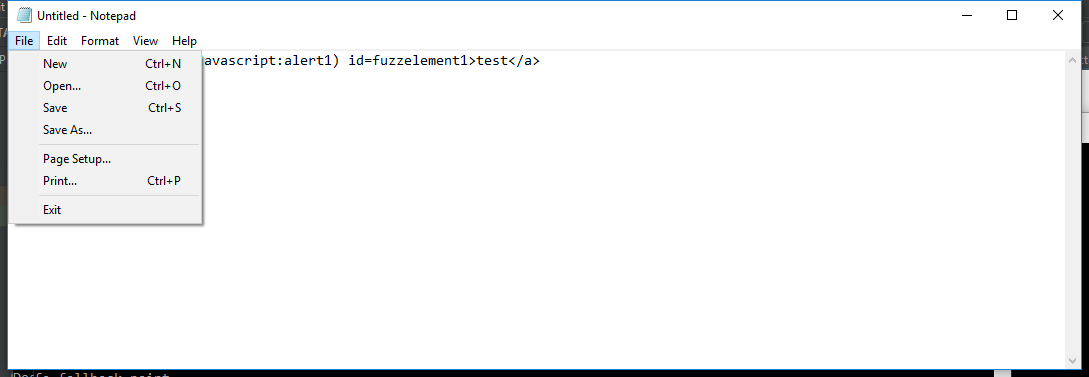 Untitled - Notepad
File Edit Format View Help
avascript:alert1) id=fuzzelement1>test</a>
New Ctrl+N
Open... Ctrl+O
Save Ctrl+S
Save As...
Page Setup...
Print... Ctrl+P
Exit